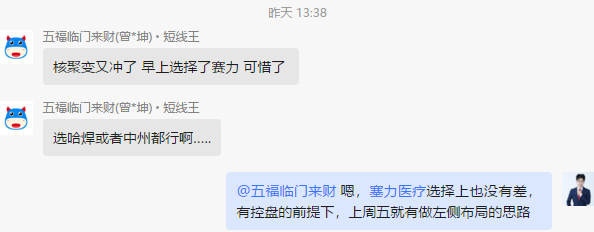 昨天 13:38
五福临门来财(曾*坤) • 短线王
核聚变又冲了 早上选择了赛力 可惜了
五福临门来财(曾*坤) • 短线王
选哈焊或者中州都行啊.....
@五福临门来财 嗯，塞力医疗选择上也没有差，
有控盘的前提下，上周五就有做左侧布局的思路